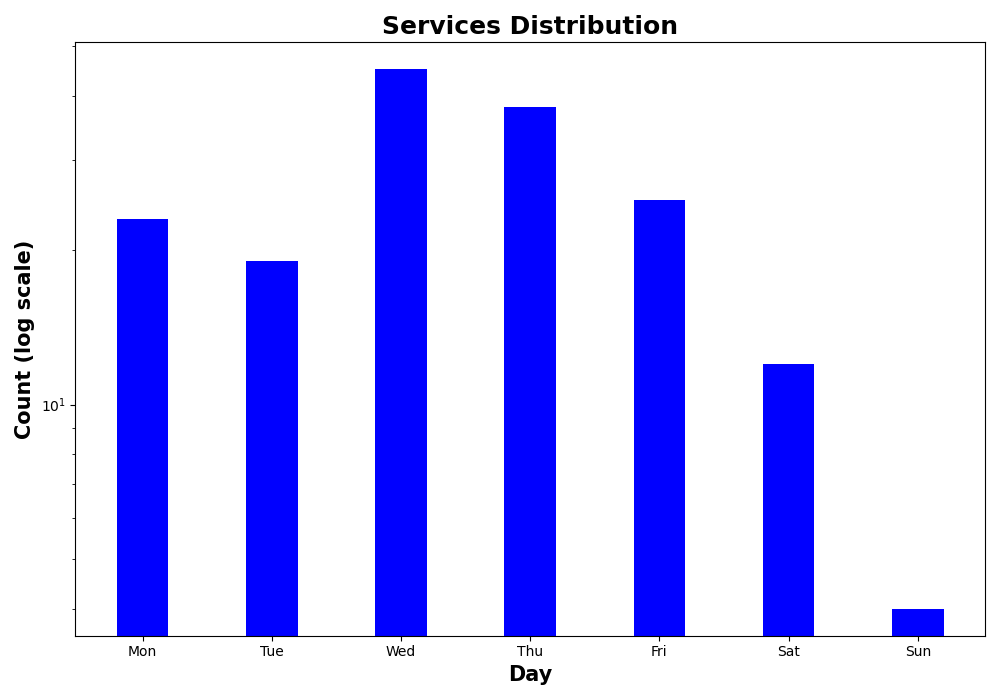 Services Distribution
Count (log scale)
10¹
Mon Tue Wed Thu Fri Sat Sun
Day